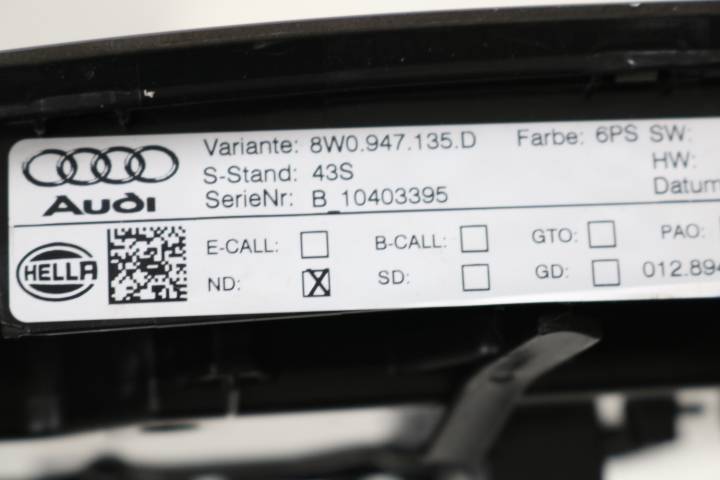 Variante: 8W0.947.135.D Farbe: 6PS SW:
S-Stand: 43S HW:
SerieNr: B_10403395 Datum
Audi
E-CALL: B-CALL: GTO: PAO:
HELLA
ND: X SD: GD: 012.894